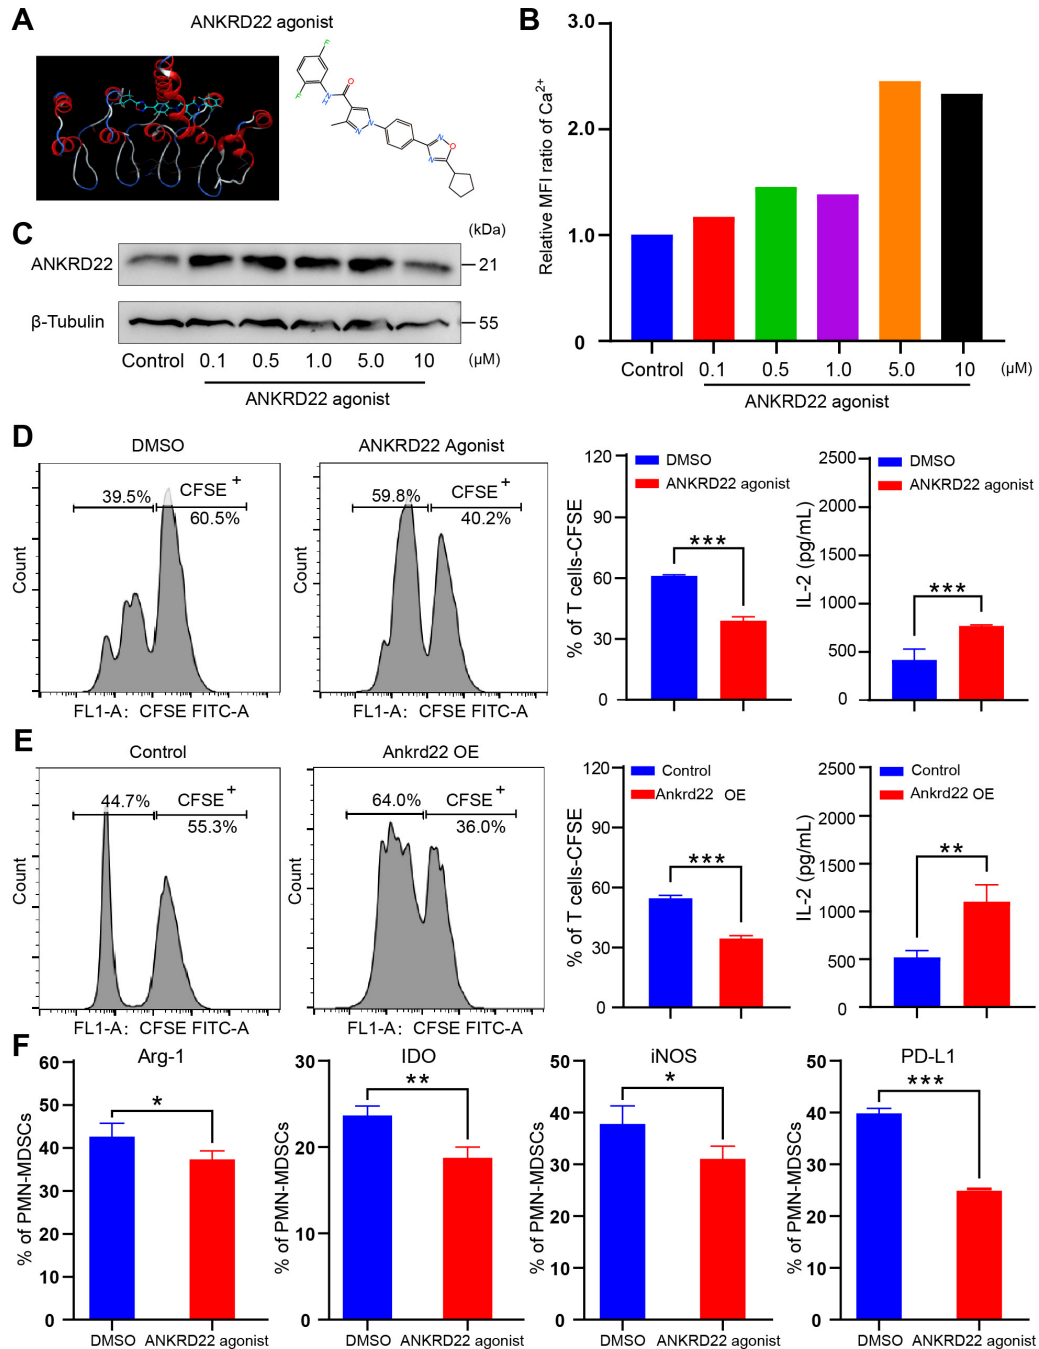 A
ANKRD22 agonist
F
F
N
H
O
N
N
N
O
N
B
Relative MFI ratio of Ca2+
3.0
2.0
1.0
0
Control 0.1 0.5 1.0 5.0 10 (μM)
ANKRD22 agonist
C
(kDa)
ANKRD22
21
β-Tubulin
55
Control 0.1 0.5 1.0 5.0 10 (μM)
ANKRD22 agonist
D
DMSO
39.5%
CFSE+
60.5%
Count
FL1-A: CFSE FITC-A
ANKRD22 Agonist
59.8%
CFSE+
40.2%
Count
FL1-A: CFSE FITC-A
% of T cells-CFSE
120
90
60
30
0
DMSO
ANKRD22 agonist
***
IL-2 (pg/mL)
2500
2000
1500
1000
500
0
DMSO
ANKRD22 agonist
***
E
Control
44.7%
CFSE+
55.3%
Count
FL1-A: CFSE FITC-A
Ankrd22 OE
64.0%
CFSE+
36.0%
Count
FL1-A: CFSE FITC-A
% of T cells-CFSE
120
90
60
30
0
Control
Ankrd22 OE
***
IL-2 (pg/mL)
2500
2000
1500
1000
500
0
Control
Ankrd22 OE
**
F
Arg-1
% of PMN-MDSCs
60
50
40
30
20
10
0
*
DMSO ANKRD22 agonist
IDO
% of PMN-MDSCs
30
20
10
0
**
DMSO ANKRD22 agonist
iNOS
% of PMN-MDSCs
50
40
30
20
10
0
*
DMSO ANKRD22 agonist
PD-L1
% of PMN-MDSCs
50
40
30
20
10
0
***
DMSO ANKRD22 agonist